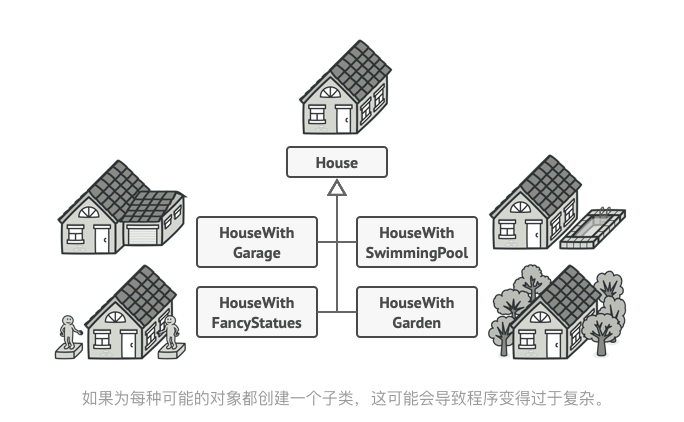 House
HouseWith
Garage
HouseWith
SwimmingPool
HouseWith
FancyStatues
HouseWith
Garden
如果为每种可能的对象都创建一个子类，这可能会导致程序变得过于复杂。